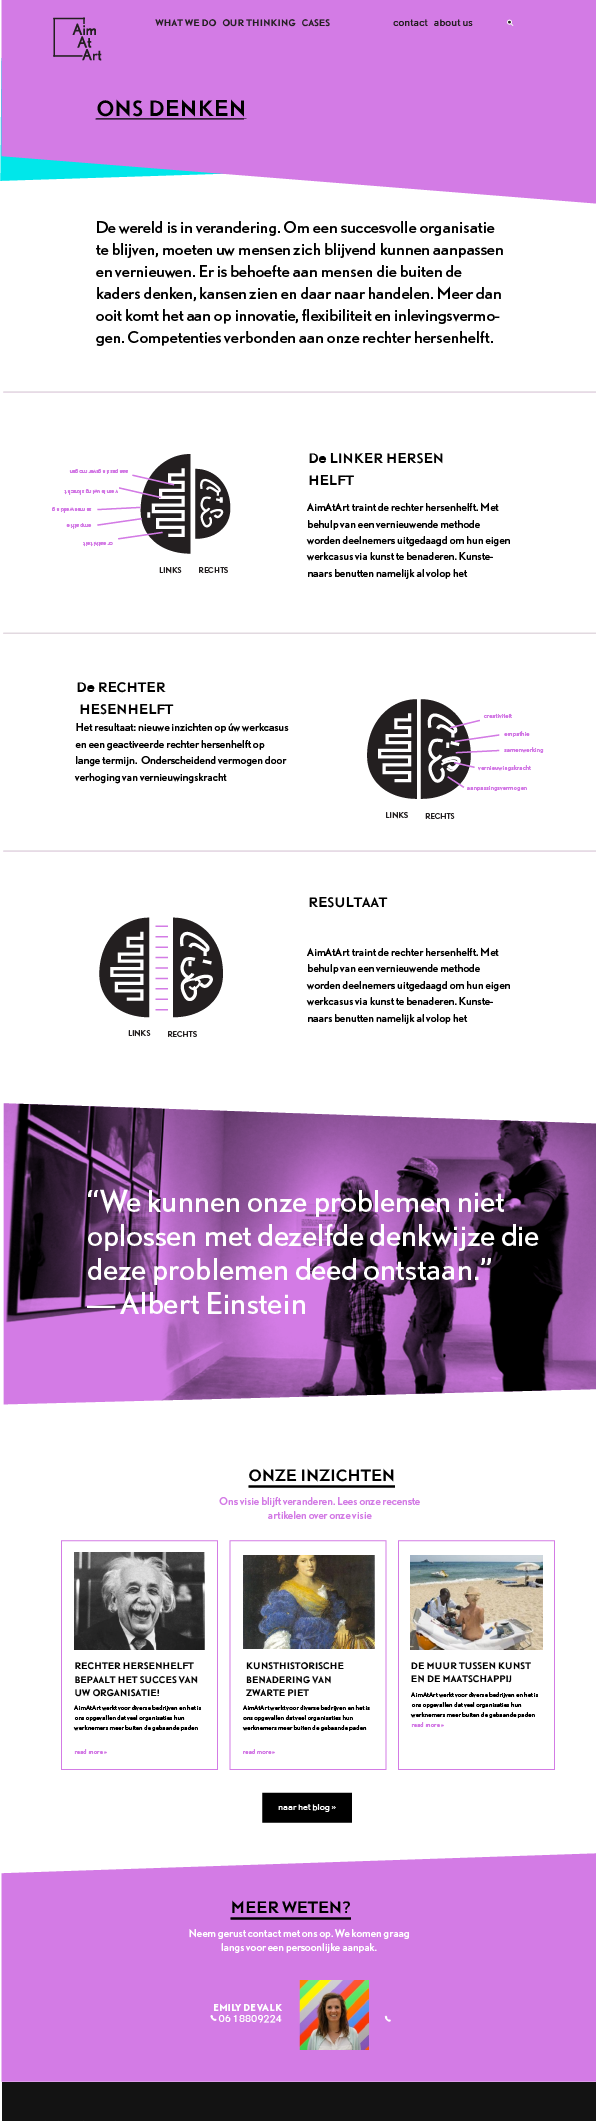 Aim
At
Art
WHAT WE DO OUR THINKING CASES
contact about us
ONS DENKEN
De wereld is in verandering. Om een succesvolle organisatie
te blijven, moeten uw mensen zich blijvend kunnen aanpassen
en vernieuwen. Er is behoefte aan mensen die buiten de
kaders denken, kansen zien en daar naar handelen. Meer dan
ooit komt het aan op innovatie, flexibiliteit en inlevingsvermo-
gen. Competenties verbonden aan onze rechter hersenhelft.
LINKS RECHTS
De LINKER HERSEN
HELFT
AimAtArt traint de rechter hersenhelft. Met
behulp van een vernieuwende methode
worden deelnemers uitgedaagd om hun eigen
werkcasus via kunst te benaderen. Kunste-
naars benutten namelijk al volop het
De RECHTER
HESENHELFT
Het resultaat: nieuwe inzichten op úw werkcasus
en een geactiveerde rechter hersenhelft op
lange termijn. Onderscheidend vermogen door
verhoging van vernieuwingskracht
creativiteit
empathie
samenwerking
vernieuwingskracht
aanpassingsvermogen
LINKS RECHTS
LINKS RECHTS
RESULTAAT
AimAtArt traint de rechter hersenhelft. Met
behulp van een vernieuwende methode
worden deelnemers uitgedaagd om hun eigen
werkcasus via kunst te benaderen. Kunste-
naars benutten namelijk al volop het
“We kunnen onze problemen niet
oplossen met dezelfde denkwijze die
deze problemen deed ontstaan.”
— Albert Einstein
ONZE INZICHTEN
Ons visie blijft veranderen. Lees onze recenste
artikelen over onze visie
RECHTER HERSENHELFT
BEPAALT HET SUCCES VAN
UW ORGANISATIE!
AimAtArt werkt voor diverse bedrijven en het is
ons opgevallen dat veel organisaties hun
werknemers meer buiten de gebaande paden
read more »
KUNSTHISTORISCHE
BENADERING VAN
ZWARTE PIET
AimAtArt werkt voor diverse bedrijven en het is
ons opgevallen dat veel organisaties hun
werknemers meer buiten de gebaande paden
read more»
DE MUUR TUSSEN KUNST
EN DE MAATSCHAPPIJ
AimAtArt werkt voor diverse bedrijven en het is
ons opgevallen dat veel organisaties hun
werknemers meer buiten de gebaande paden
read more »
naar het blog »
MEER WETEN?
Neem gerust contact met ons op. We komen graag
langs voor een persoonlijke aanpak.
EMILY DE VALK
06 18809224